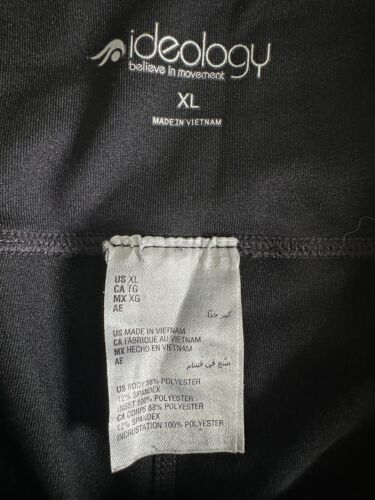 ideology
believe in movement
XL
MADE IN VIETNAM
US XL
CA TG
MX XG
AE كبير جدًا
US MADE IN VIETNAM
CA FABRIQUÉ AU VIETNAM
MX HECHO EN VIETNAM
AE صُنع في فيتنام
US BODY 88% POLYESTER
12% SPANDEX
INSET 100% POLYESTER
CA CORPS 88% POLYESTER
12% SPANDEX
INCRUSTATION 100% POLYESTER